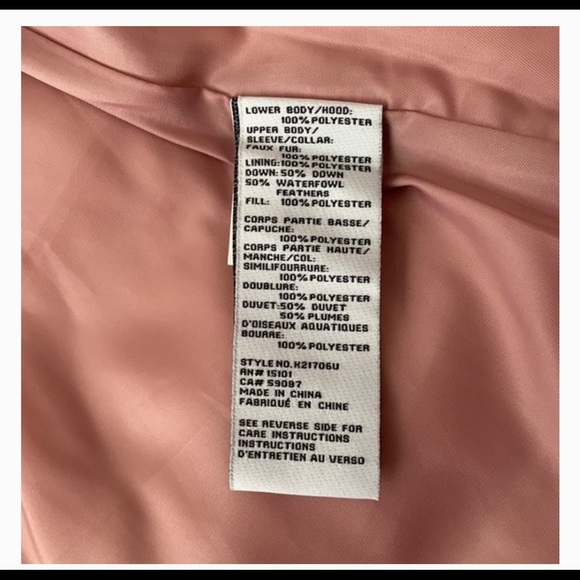 LOWER BODY/HOOD:
100% POLYESTER
UPPER BODY/
SLEEVE/COLLAR:
FAUX FUR:
100% POLYESTER
LINING: 100% POLYESTER
DOWN: 50% DOWN
50% WATERFOWL
FEATHERS
FILL: 100% POLYESTER
CORPS PARTIE BASSE/
CAPUCHE:
100% POLYESTER
CORPS PARTIE HAUTE/
MANCHE/COL:
SIMILIFOURRURE:
100% POLYESTER
DOUBLURE:
100% POLYESTER
DUVET: 50% DUVET
50% PLUMES
D'OISEAUX AQUATIQUES
BOURRE:
100% POLYESTER
STYLE NO. K21706U
RN# 15101
CA# 59087
MADE IN CHINA
FABRIQUÉ EN CHINE
SEE REVERSE SIDE FOR
CARE INSTRUCTIONS
INSTRUCTIONS
D'ENTRETIEN AU VERSO